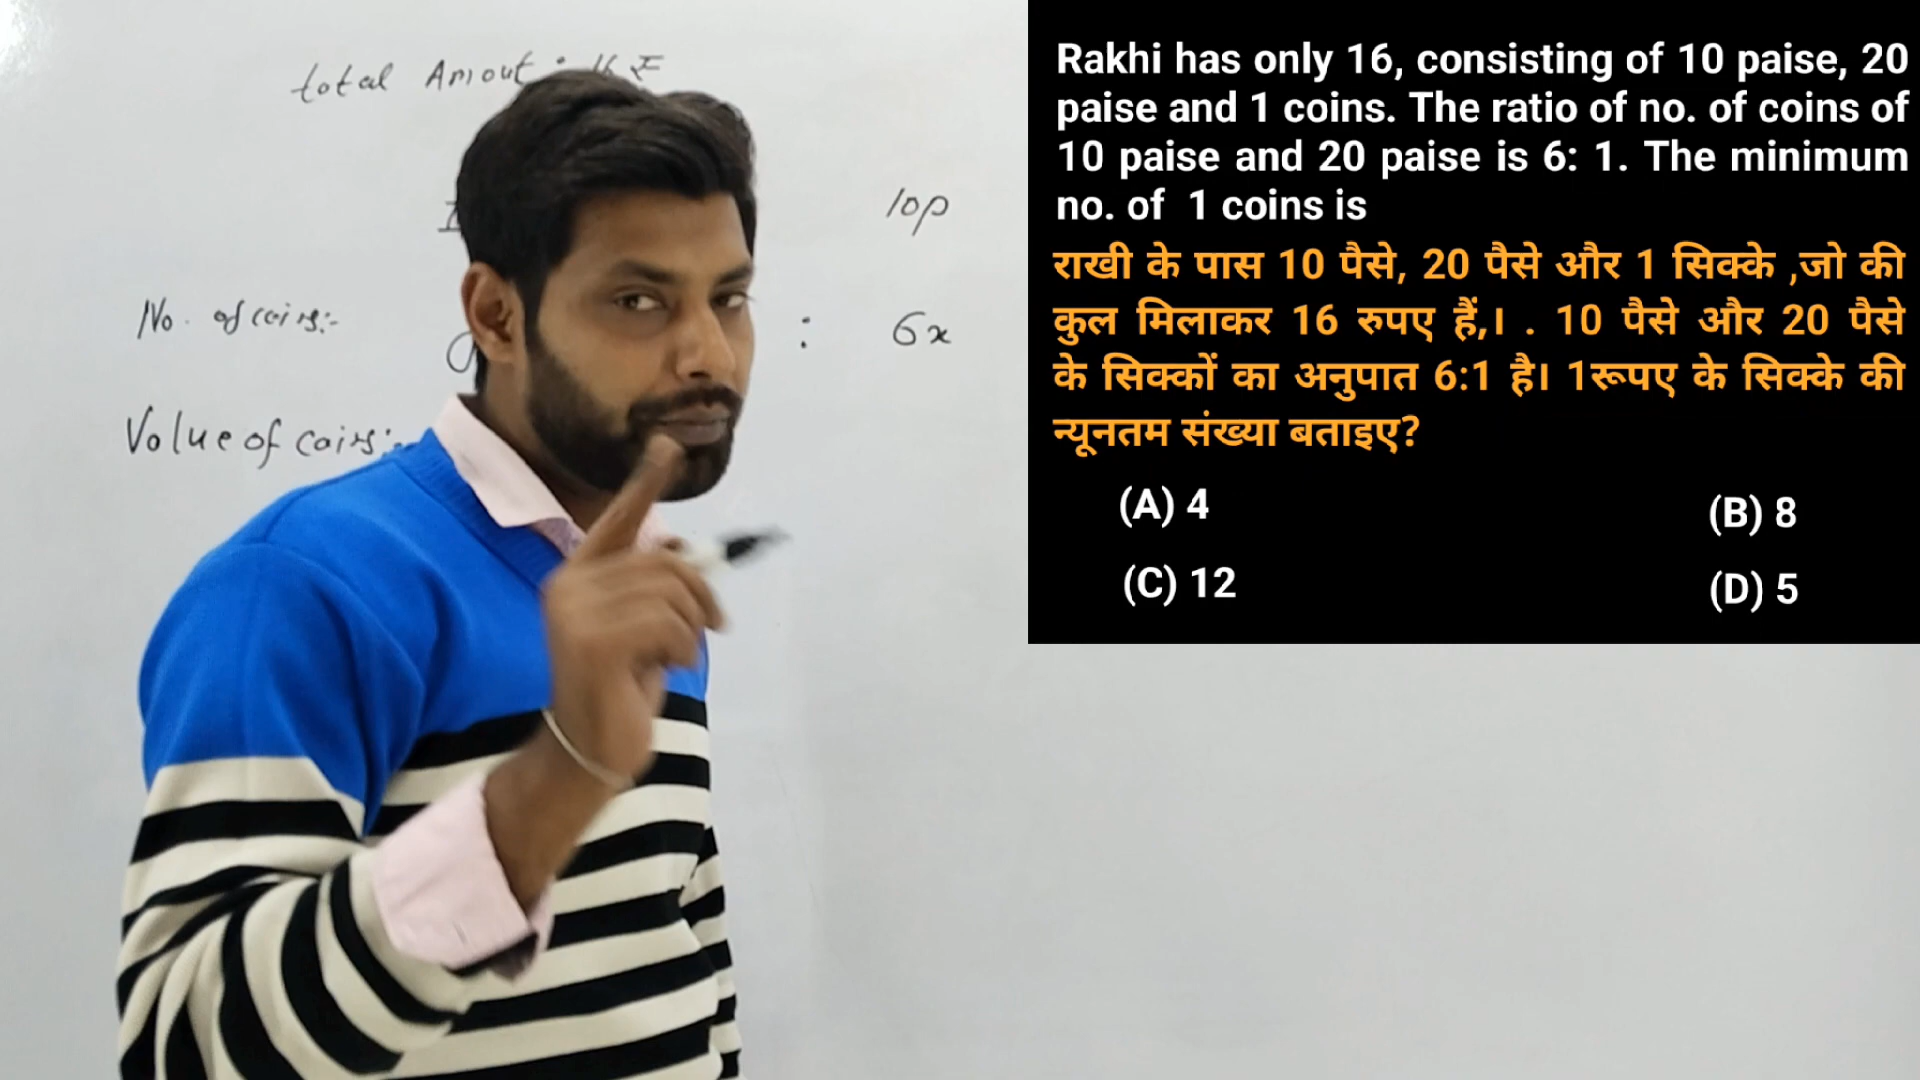 total Amout : 16 ₹
10p
No. of coins:-
: 6x
Value of coins:-
Rakhi has only 16, consisting of 10 paise, 20
paise and 1 coins. The ratio of no. of coins of
10 paise and 20 paise is 6: 1. The minimum
no. of 1 coins is
राखी के पास 10 पैसे, 20 पैसे और 1 सिक्के ,जो की
कुल मिलाकर 16 रुपए हैं,। . 10 पैसे और 20 पैसे
के सिक्कों का अनुपात 6:1 है। 1रूपए के सिक्के की
न्यूनतम संख्या बताइए?
(A) 4 (B) 8
(C) 12 (D) 5